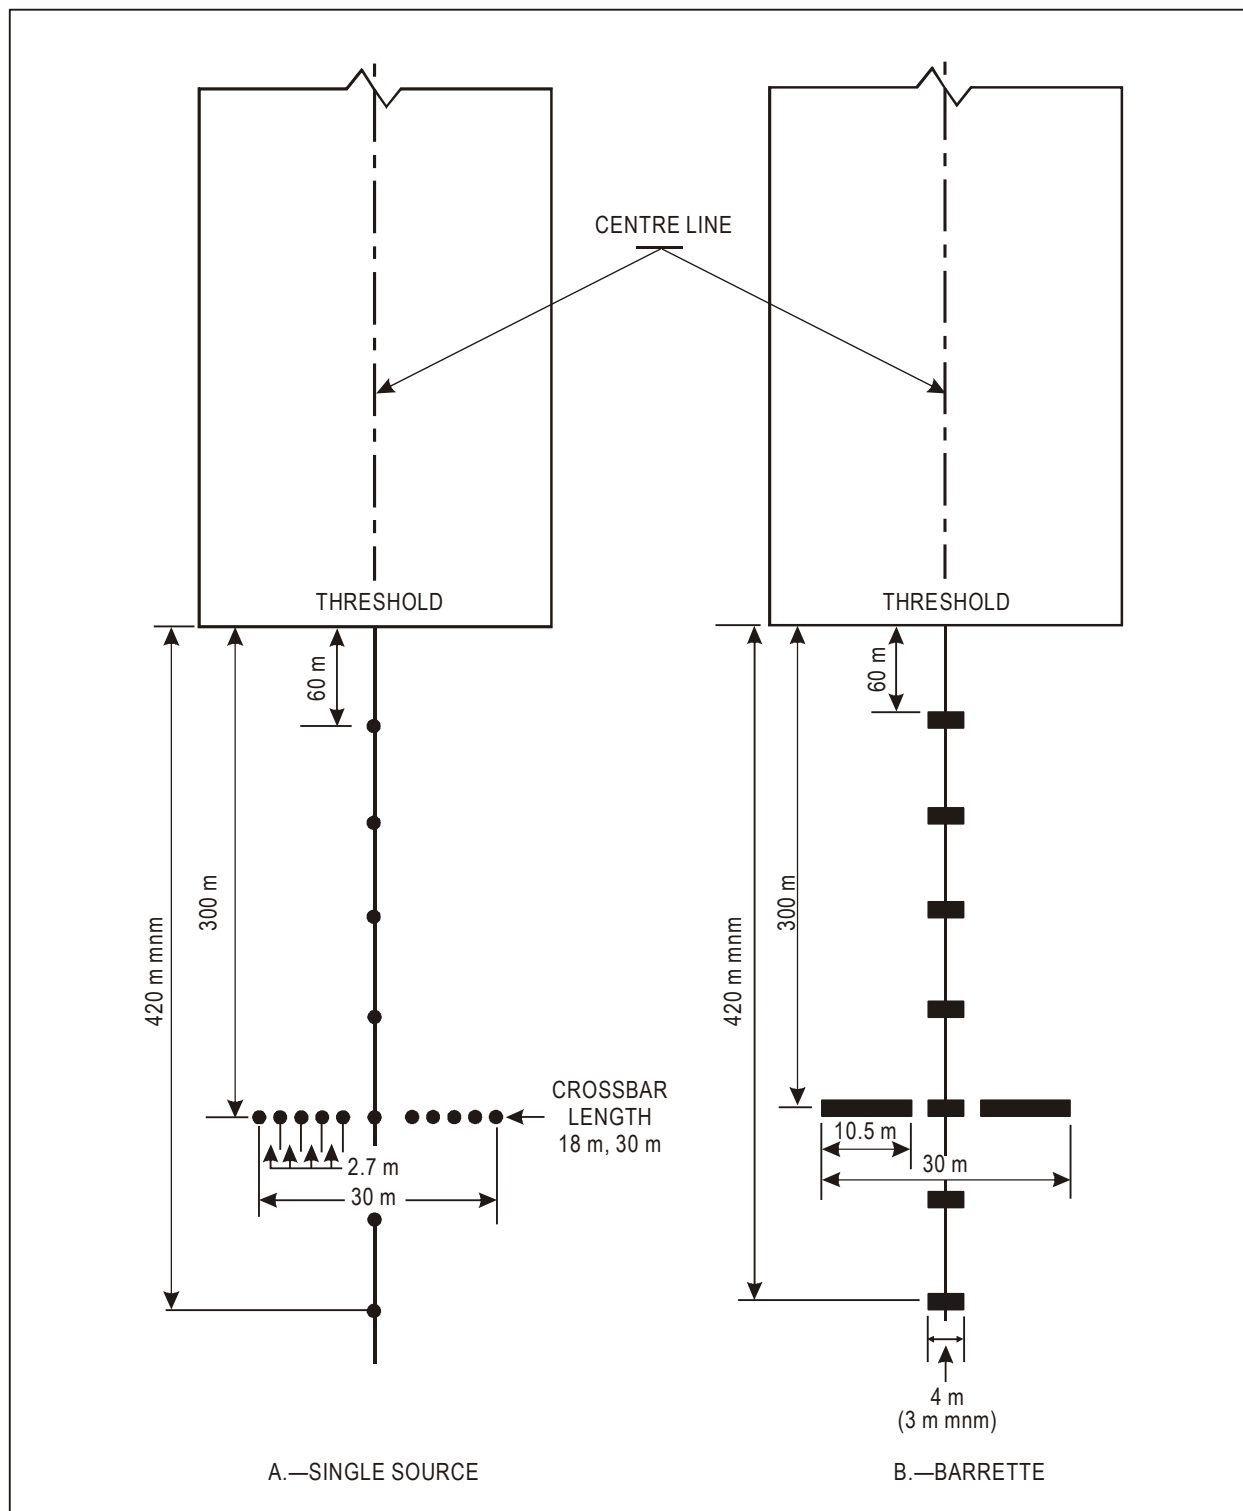 CENTRE LINE
THRESHOLD
THRESHOLD
60 m
60 m
300 m
300 m
420 m mnm
420 m mnm
CROSSBAR
LENGTH
18 m, 30 m
2.7 m
30 m
10.5 m
30 m
4 m
(3 m mnm)
A.—SINGLE SOURCE
B.—BARRETTE